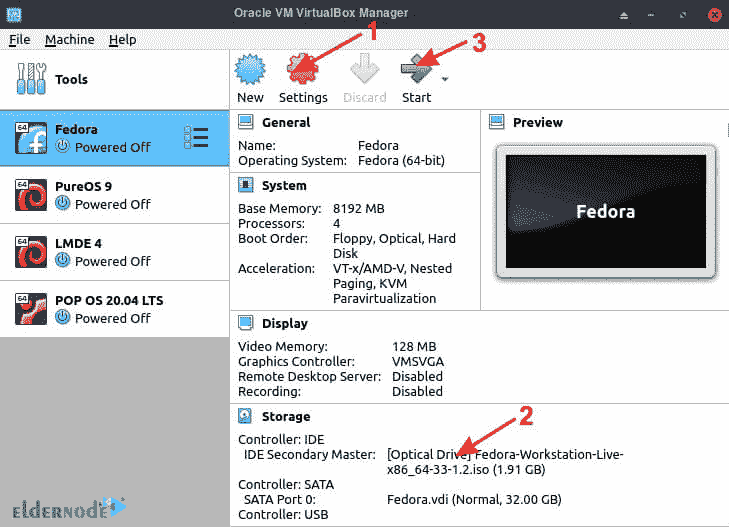 Oracle VM VirtualBox Manager
File Machine Help
1
3
Tools
New Settings Discard Start
64
Fedora
Powered Off
64
PureOS 9
Powered Off
64
LMDE 4
Powered Off
64
POP OS 20.04 LTS
Powered Off
General
Name: Fedora
Operating System: Fedora (64-bit)
System
Base Memory: 8192 MB
Processors: 4
Boot Order: Floppy, Optical, Hard
Disk
Acceleration: VT-x/AMD-V, Nested
Paging, KVM
Paravirtualization
Preview
Fedora
Display
Video Memory: 128 MB
Graphics Controller: VMSVGA
Remote Desktop Server: Disabled
Recording: Disabled
Storage
2
Controller: IDE
IDE Secondary Master: [Optical Drive] Fedora-Workstation-Live-
x86_64-33-1.2.iso (1.91 GB)
Controller: SATA
SATA Port 0: Fedora.vdi (Normal, 32.00 GB)
Controller: USB
eldernode